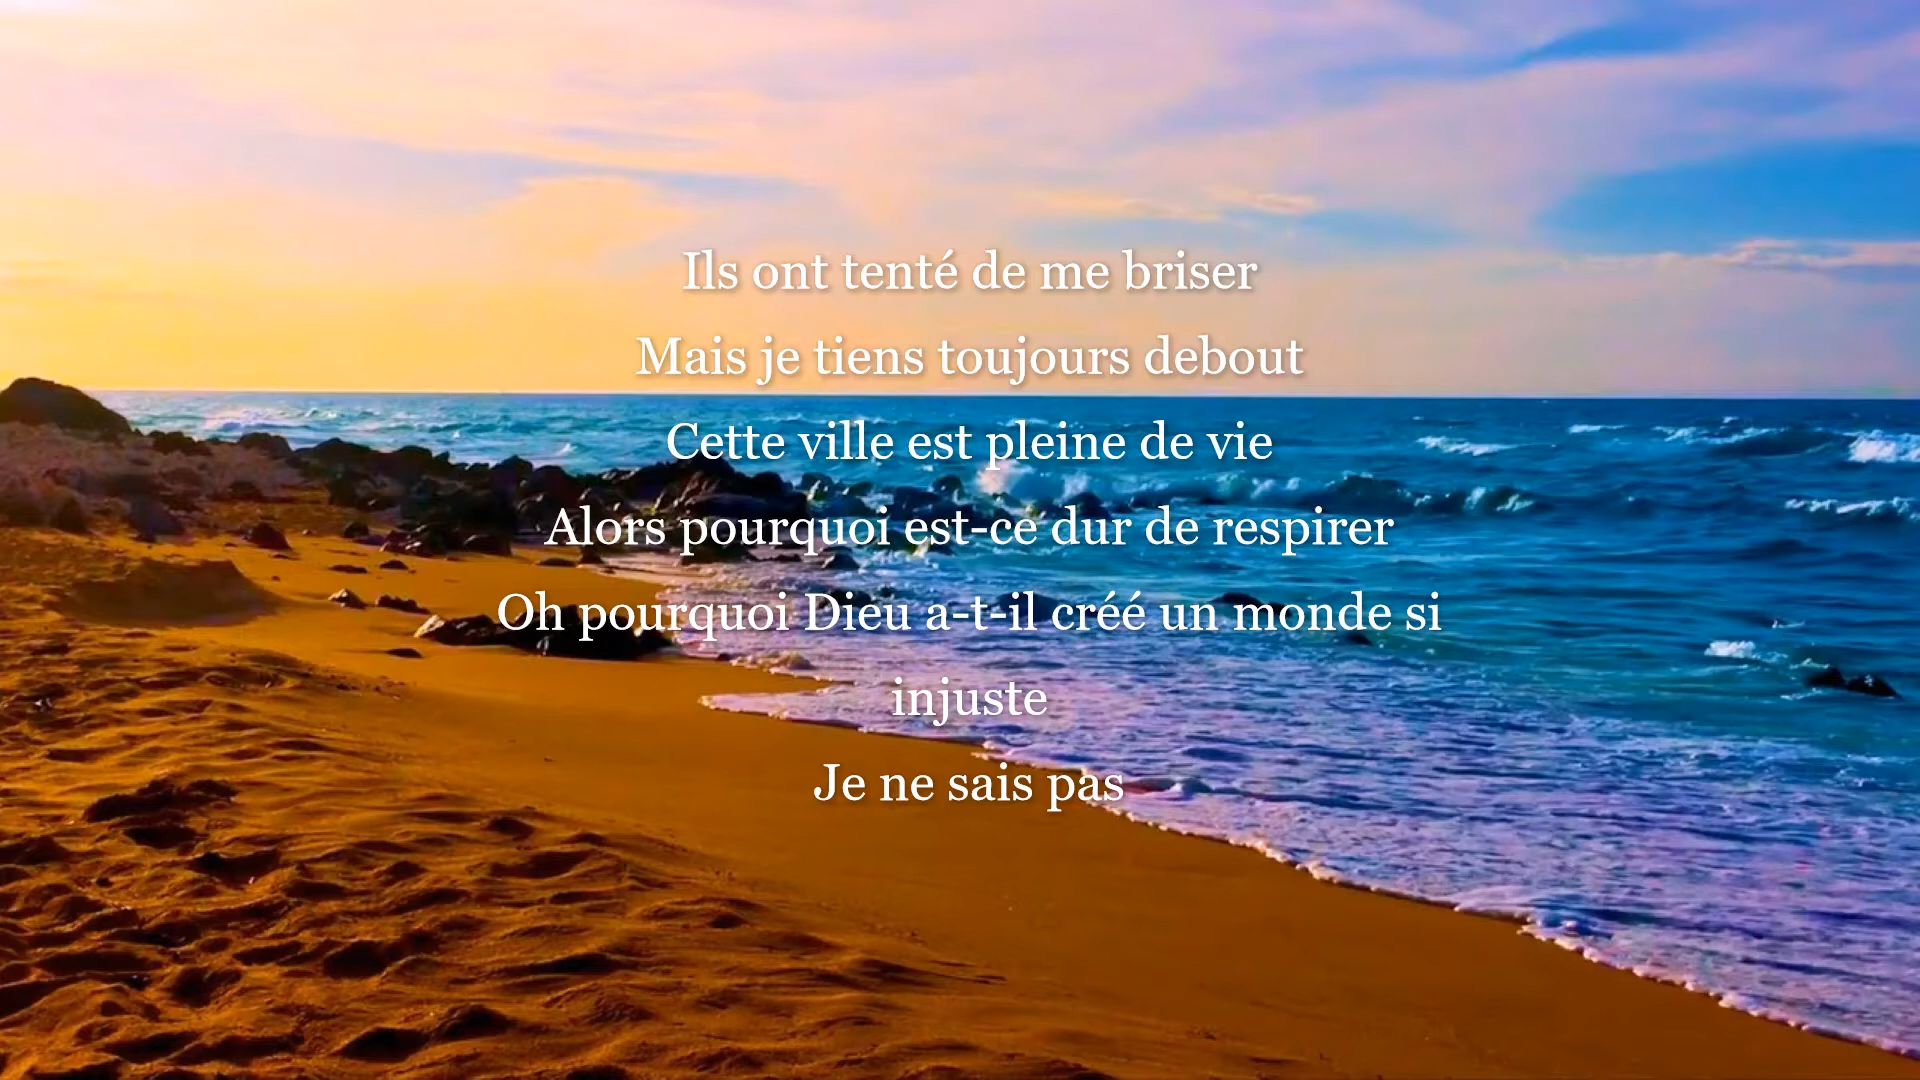 Ils ont tenté de me briser
Mais je tiens toujours debout
Cette ville est pleine de vie
Alors pourquoi est-ce dur de respirer
Oh pourquoi Dieu a-t-il créé un monde si
injuste
Je ne sais pas